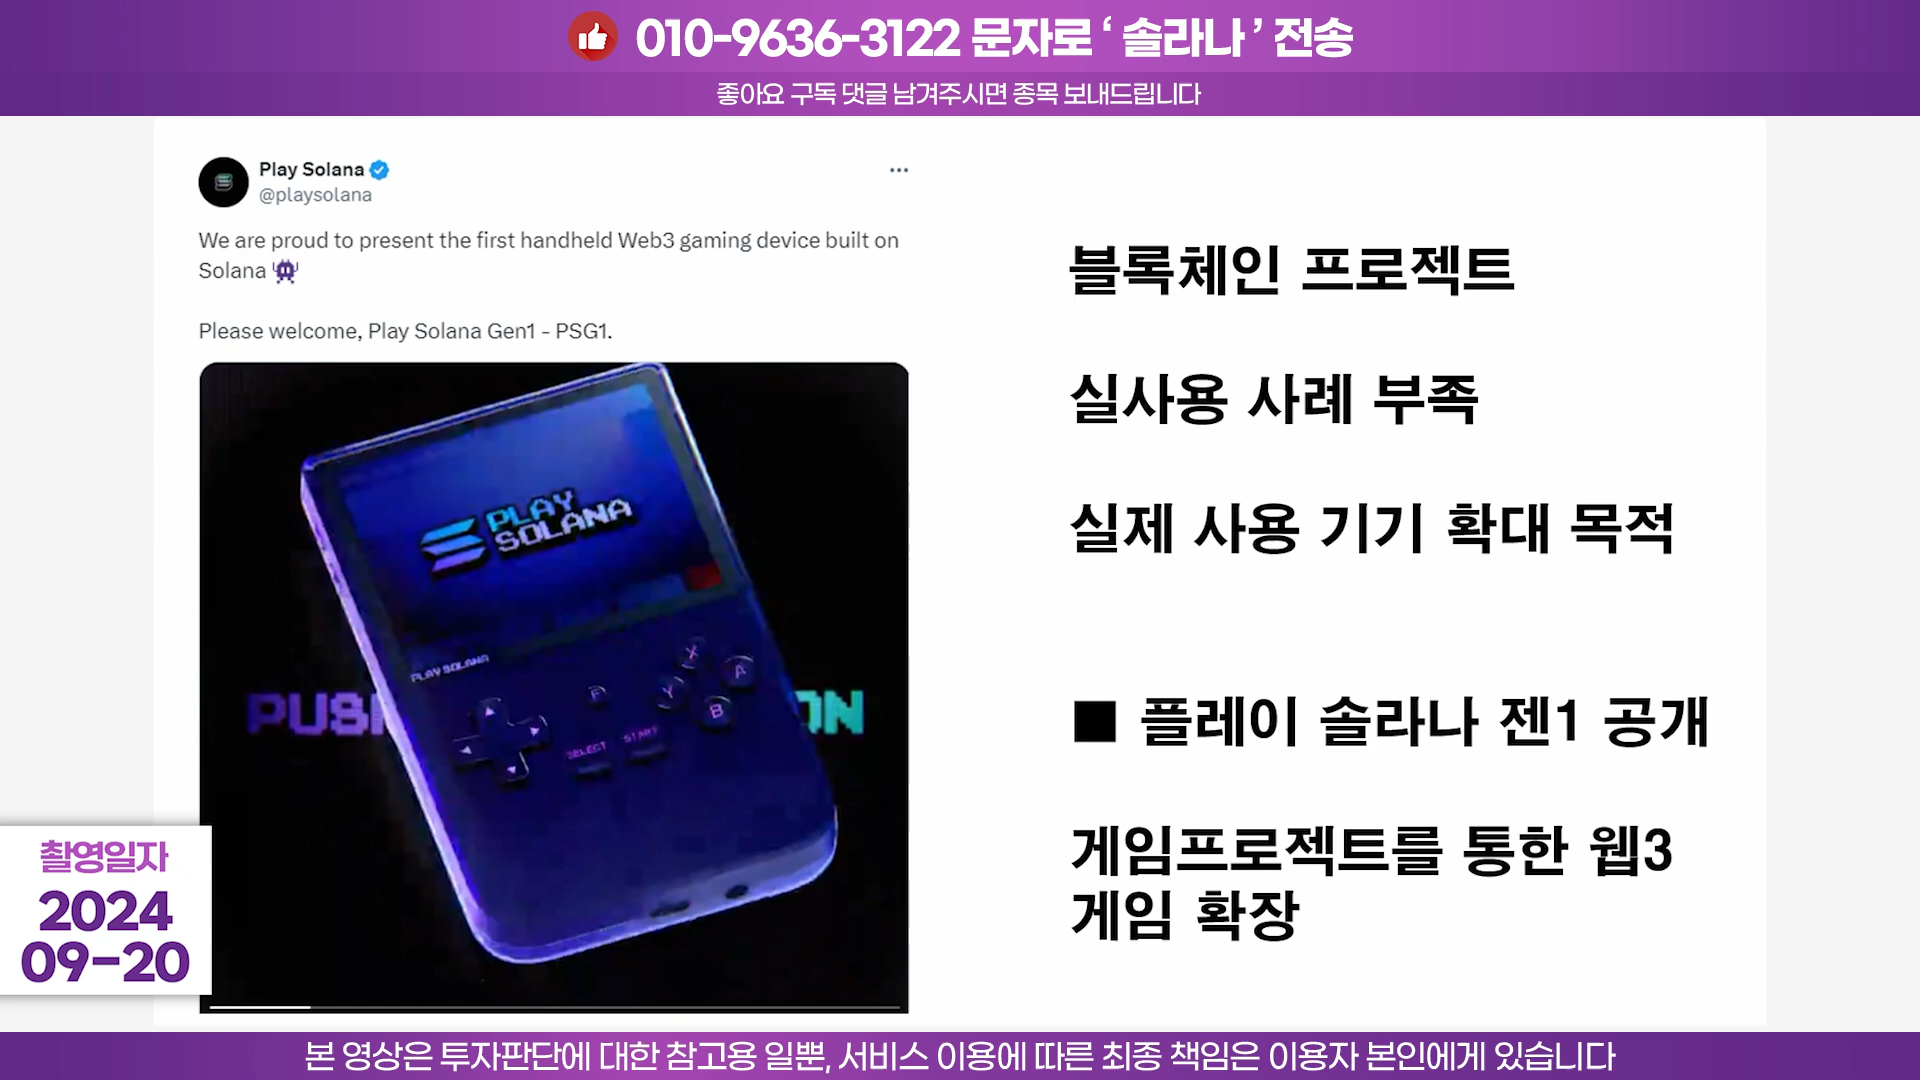 010-9636-3122 문자로 ‘ 솔라나 ’ 전송
좋아요 구독 댓글 남겨주시면 종목 보내드립니다
Play Solana
@playsolana
We are proud to present the first handheld Web3 gaming device built on
Solana
Please welcome, Play Solana Gen1 - PSG1.
PLAY
SOLANA
PLAY SOLANA
X
A
Y
B
F
SELECT
START
블록체인 프로젝트
실사용 사례 부족
실제 사용 기기 확대 목적
■ 플레이 솔라나 젠1 공개
게임프로젝트를 통한 웹3
게임 확장
촬영일자
2024
09-20
본 영상은 투자판단에 대한 참고용 일뿐, 서비스 이용에 따른 최종 책임은 이용자 본인에게 있습니다